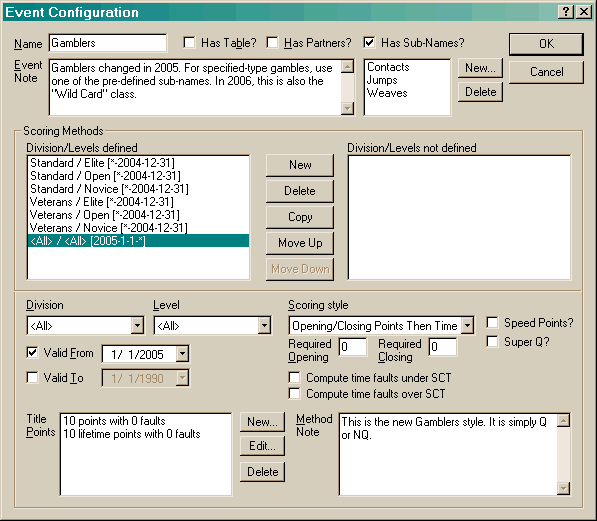 Event Configuration
Name Gamblers Has Table? Has Partners? Has Sub-Names? OK
Event Note
Gamblers changed in 2005. For specified-type gambles, use
one of the pre-defined sub-names. In 2006, this is also the
"Wild Card" class.
Contacts
Jumps
Weaves
New...
Delete
Cancel
Scoring Methods
Division/Levels defined
Standard / Elite [*-2004-12-31]
Standard / Open [*-2004-12-31]
Standard / Novice [*-2004-12-31]
Veterans / Elite [*-2004-12-31]
Veterans / Open [*-2004-12-31]
Veterans / Novice [*-2004-12-31]
<All> / <All> [2005-1-1-*]
New
Delete
Copy
Move Up
Move Down
Division/Levels not defined
Division Level Scoring style
<All> <All> Opening/Closing Points Then Time Speed Points?
Super Q?
Valid From 1/ 1/2005
Required Opening 0 Required Closing 0
Valid To 1/ 1/1990
Compute time faults under SCT
Compute time faults over SCT
Title Points
10 points with 0 faults
10 lifetime points with 0 faults
New...
Edit...
Delete
Method Note
This is the new Gamblers style. It is simply Q
or NQ.